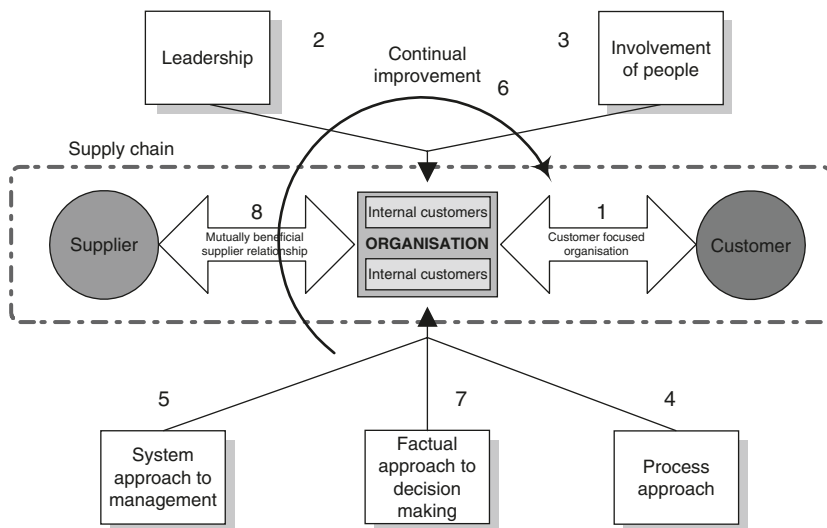 Leadership
2
Continual
improvement
6
3
Involvement
of people
Supply chain
Supplier
8
Mutually beneficial
supplier relationship
Internal customers
ORGANISATION
Internal customers
1
Customer focused
organisation
Customer
5
System
approach to
management
7
Factual
approach to
decision
making
4
Process
approach